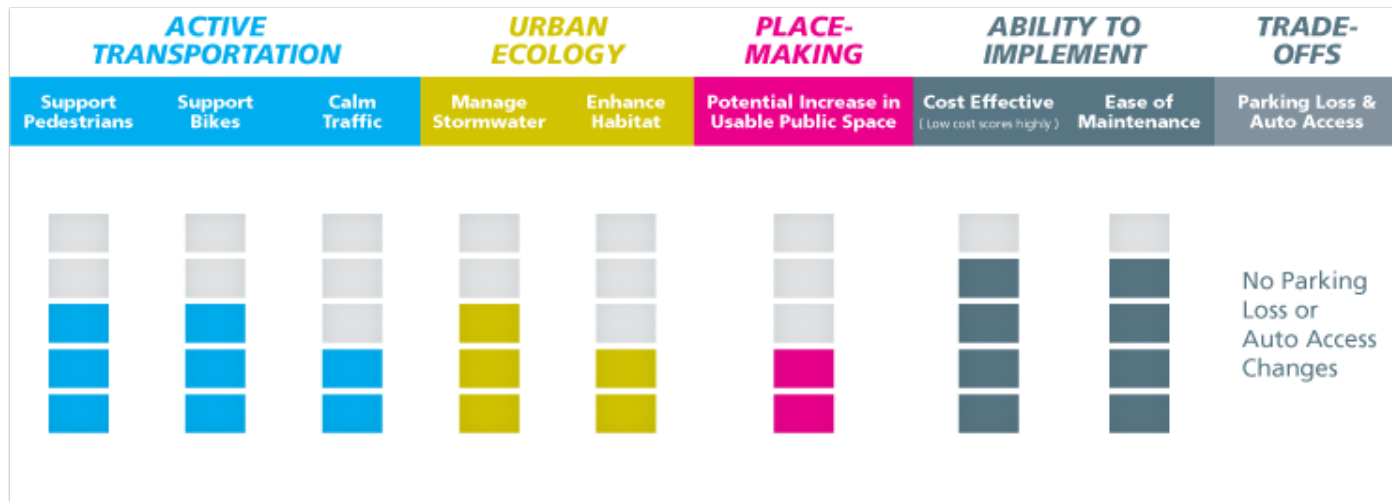 ACTIVE
TRANSPORTATION
URBAN
ECOLOGY
PLACE-
MAKING
ABILITY TO
IMPLEMENT
TRADE-
OFFS
Support
Pedestrians
Support
Bikes
Calm
Traffic
Manage
Stormwater
Enhance
Habitat
Potential Increase in
Usable Public Space
Cost Effective
( Low cost scores highly )
Ease of
Maintenance
Parking Loss &
Auto Access
No Parking
Loss or
Auto Access
Changes